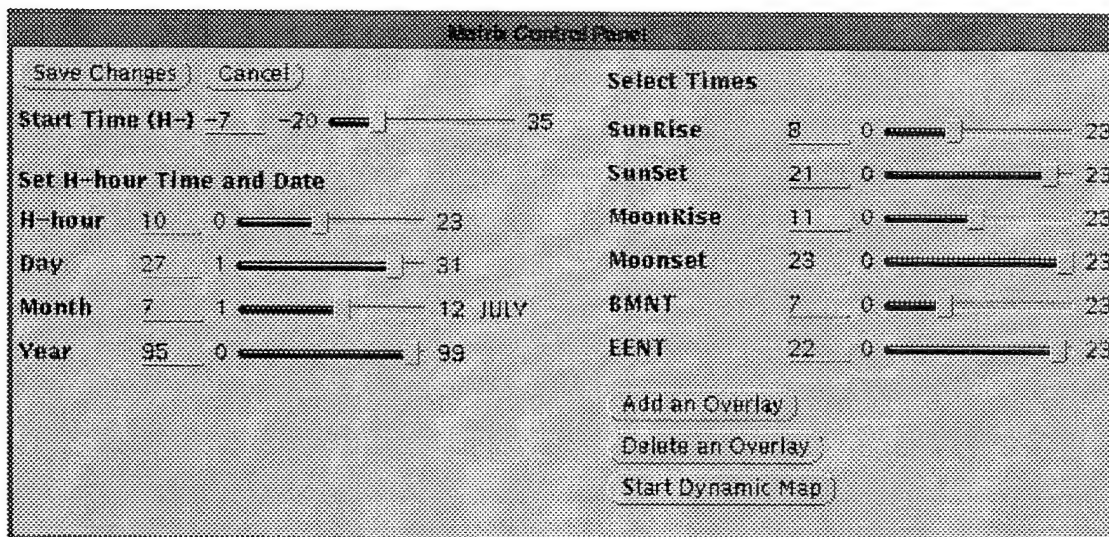 Matrix Control Panel
Save Changes Cancel
Start Time (H-) -7 -20 35
Set H-hour Time and Date
H-hour 10 0 23
Day 27 1 31
Month 7 1 12 JULY
Year 95 0 99
Select Times
SunRise 8 0 23
SunSet 21 0 23
MoonRise 11 0 23
Moonset 23 0 23
BMNT 7 0 23
EENT 22 0 23
Add an Overlay
Delete an Overlay
Start Dynamic Map